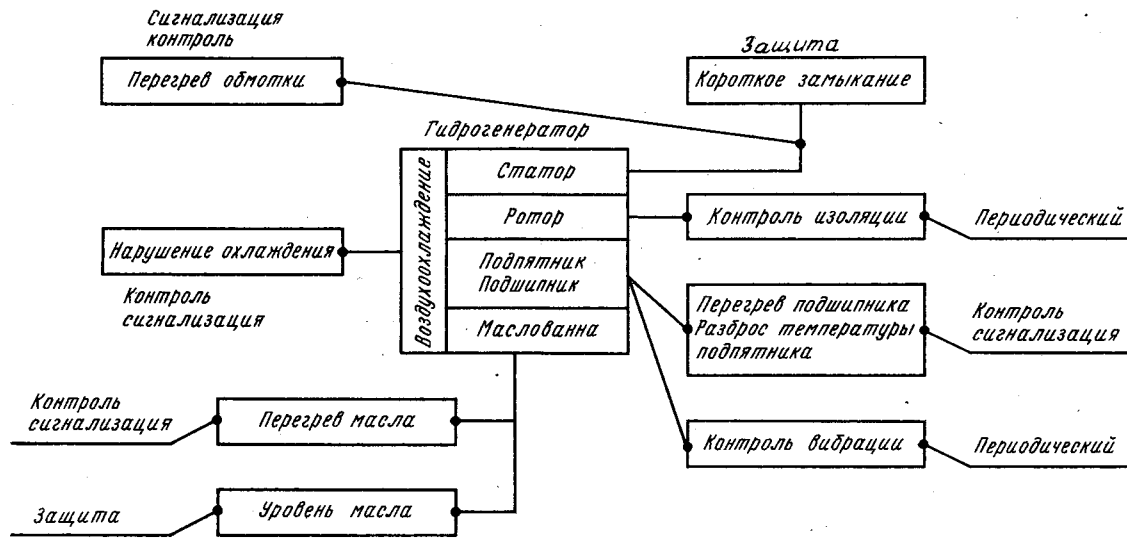 Сигнализация
контроль
Перегрев обмотки
Защита
Короткое замыкание
Гидрогенератор
Воздухоохлаждение
Статор
Ротор
Подпятник
Подшипник
Маслованна
Контроль изоляции
Периодический
Нарушение охлаждения
Контроль
сигнализация
Перегрев подшипника
Разброс температуры
подпятника
Контроль
сигнализация
Контроль
сигнализация
Перегрев масла
Контроль вибрации
Периодический
Защита
Уровень масла